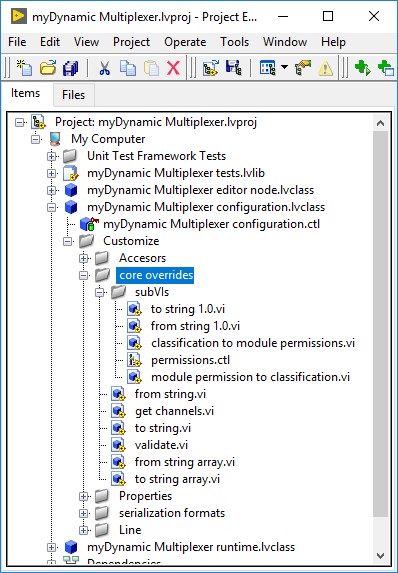 myDynamic Multiplexer.lvproj - Project E...
File Edit View Project Operate Tools Window Help
Items Files
Project: myDynamic Multiplexer.lvproj
My Computer
Unit Test Framework Tests
myDynamic Multiplexer tests.lvlib
myDynamic Multiplexer editor node.lvclass
myDynamic Multiplexer configuration.lvclass
myDynamic Multiplexer configuration.ctl
Customize
Accesors
core overrides
subVIs
to string 1.0.vi
from string 1.0.vi
classification to module permissions.vi
permissions.ctl
module permission to classification.vi
from string.vi
get channels.vi
to string.vi
validate.vi
from string array.vi
to string array.vi
Properties
serialization formats
Line
myDynamic Multiplexer runtime.lvclass
Dependencies